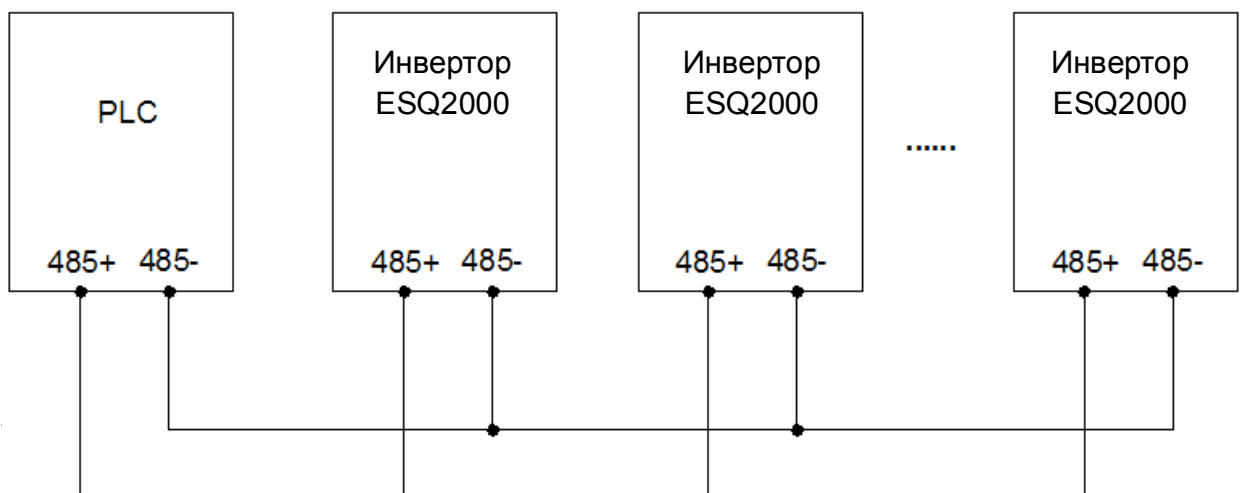 PLC
485+ 485-
Инвертор
ESQ2000
485+ 485-
Инвертор
ESQ2000
485+ 485-
......
Инвертор
ESQ2000
485+ 485-